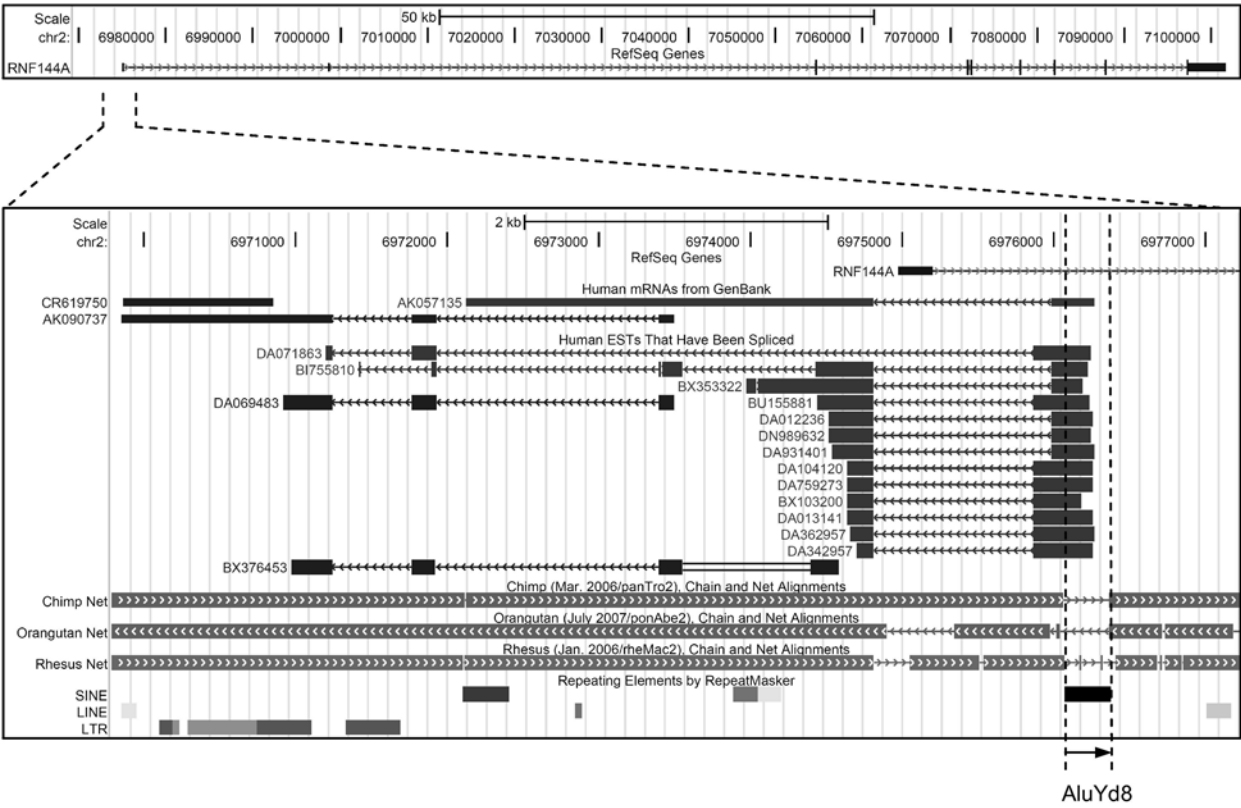 Scale 50 kb
chr2: 6980000 6990000 7000000 7010000 7020000 7030000 7040000 7050000 7060000 7070000 7080000 7090000 7100000
RefSeq Genes
RNF144A
Scale 2 kb
chr2: 6971000 6972000 6973000 6974000 6975000 6976000 6977000
RefSeq Genes
RNF144A
Human mRNAs from GenBank
CR619750 AK057135
AK090737
Human ESTs That Have Been Spliced
DA071863
BI755810
BX353322
DA069483 BU155881
DA012236
DN989632
DA931401
DA104120
DA759273
BX103200
DA013141
DA362957
DA342957
BX376453
Chimp (Mar. 2006/panTro2), Chain and Net Alignments
Chimp Net
Orangutan (July 2007/ponAbe2), Chain and Net Alignments
Orangutan Net
Rhesus (Jan. 2006/rheMac2), Chain and Net Alignments
Rhesus Net
Repeating Elements by RepeatMasker
SINE
LINE
LTR
AluYd8